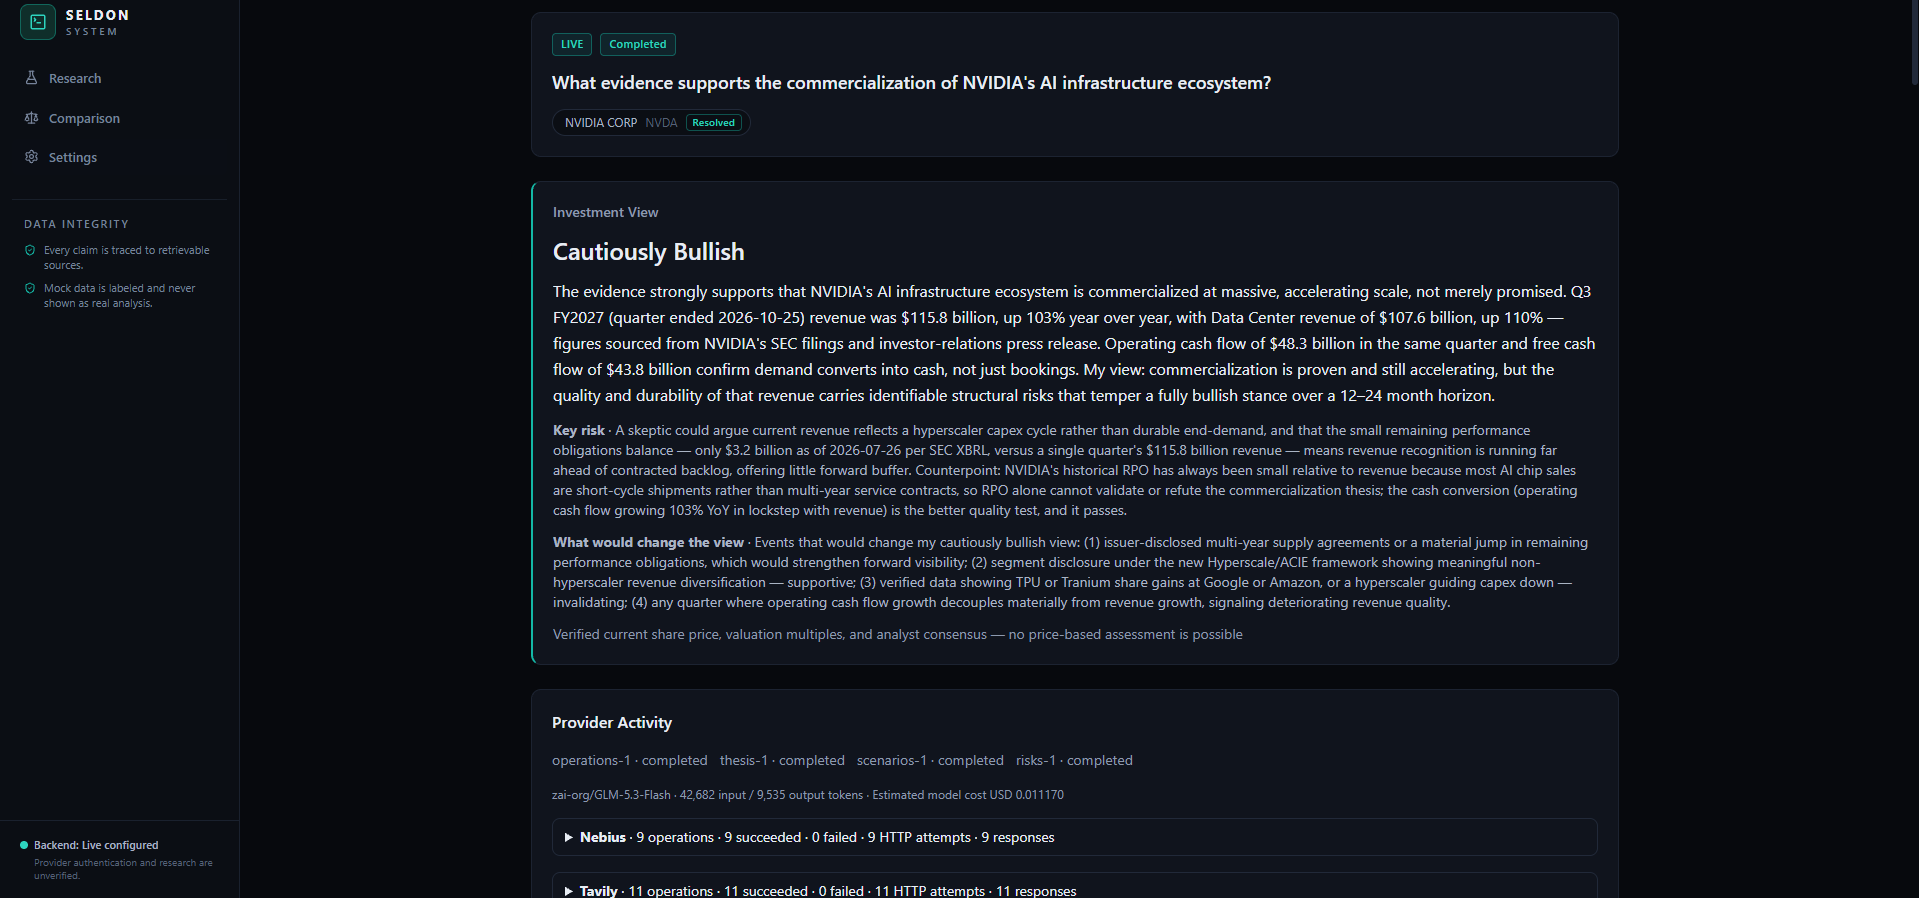 SELDON
SYSTEM
Research
Comparison
Settings
DATA INTEGRITY
Every claim is traced to retrievable
sources.
Mock data is labeled and never
shown as real analysis.
Backend: Live configured
Provider authentication and research are
unverified.
LIVE
Completed
What evidence supports the commercialization of NVIDIA's AI infrastructure ecosystem?
NVIDIA CORP NVDA Resolved
Investment View
Cautiously Bullish
The evidence strongly supports that NVIDIA's AI infrastructure ecosystem is commercialized at massive, accelerating scale, not merely promised. Q3
FY2027 (quarter ended 2026-10-25) revenue was $115.8 billion, up 103% year over year, with Data Center revenue of $107.6 billion, up 110% —
figures sourced from NVIDIA's SEC filings and investor-relations press release. Operating cash flow of $48.3 billion in the same quarter and free cash
flow of $43.8 billion confirm demand converts into cash, not just bookings. My view: commercialization is proven and still accelerating, but the
quality and durability of that revenue carries identifiable structural risks that temper a fully bullish stance over a 12–24 month horizon.
Key risk · A skeptic could argue current revenue reflects a hyperscaler capex cycle rather than durable end-demand, and that the small remaining performance
obligations balance — only $3.2 billion as of 2026-07-26 per SEC XBRL, versus a single quarter's $115.8 billion revenue — means revenue recognition is running far
ahead of contracted backlog, offering little forward buffer. Counterpoint: NVIDIA's historical RPO has always been small relative to revenue because most AI chip sales
are short-cycle shipments rather than multi-year service contracts, so RPO alone cannot validate or refute the commercialization thesis; the cash conversion (operating
cash flow growing 103% YoY in lockstep with revenue) is the better quality test, and it passes.
What would change the view · Events that would change my cautiously bullish view: (1) issuer-disclosed multi-year supply agreements or a material jump in remaining
performance obligations, which would strengthen forward visibility; (2) segment disclosure under the new Hyperscale/ACIE framework showing meaningful non-
hyperscaler revenue diversification — supportive; (3) verified data showing TPU or Tranium share gains at Google or Amazon, or a hyperscaler guiding capex down —
invalidating; (4) any quarter where operating cash flow growth decouples materially from revenue growth, signaling deteriorating revenue quality.
Verified current share price, valuation multiples, and analyst consensus — no price-based assessment is possible
Provider Activity
operations-1 · completed thesis-1 · completed scenarios-1 · completed risks-1 · completed
zai-org/GLM-5.3-Flash · 42,682 input / 9,535 output tokens · Estimated model cost USD 0.011170
Nebius · 9 operations · 9 succeeded · 0 failed · 9 HTTP attempts · 9 responses
Tavily · 11 operations · 11 succeeded · 0 failed · 11 HTTP attempts · 11 responses